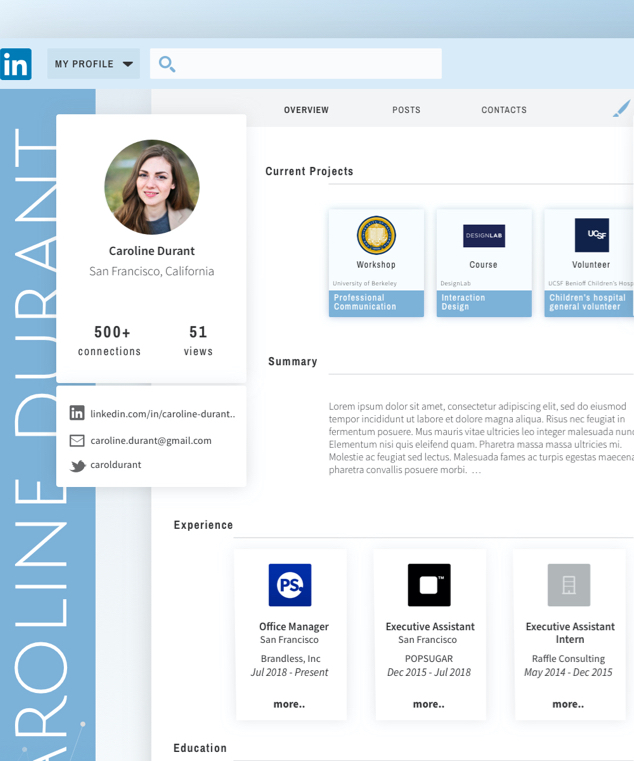 in
MY PROFILE
OVERVIEW
POSTS
CONTACTS
CAROLINE DURANT
Caroline Durant
San Francisco, California
500+
connections
51
views
linkedin.com/in/caroline-durant..
caroline.durant@gmail.com
caroldurant
Current Projects
Workshop
University of Berkeley
Professional
Communication
DESIGNLAB
Course
DesignLab
Interaction
Design
UCSF
Volunteer
UCSF Benioff Children's Hosp
Children's hospital
general volunteer
Summary
Lorem ipsum dolor sit amet, consectetur adipiscing elit, sed do eiusmod
tempor incididunt ut labore et dolore magna aliqua. Risus nec feugiat in
fermentum posuere. Mus mauris vitae ultricies leo integer malesuada nunc
Elementum nisi quis eleifend quam. Pharetra massa massa ultricies mi.
Molestie ac feugiat sed lectus. Malesuada fames ac turpis egestas maecena
pharetra convallis posuere morbi. ...
Experience
PS.
Office Manager
San Francisco
Brandless, Inc
Jul 2018 - Present
more..
TM
Executive Assistant
San Francisco
POPSUGAR
Dec 2015 - Jul 2018
more..
Executive Assistant
Intern
Raffle Consulting
May 2014 - Dec 2015
more..
Education